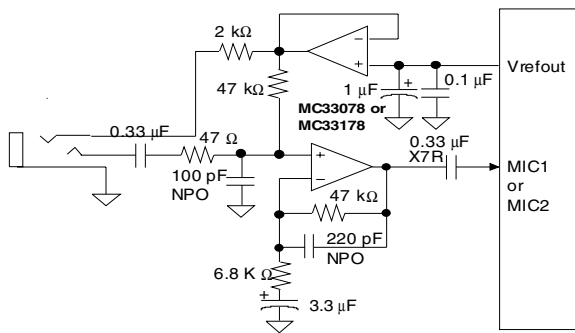 2 kΩ
−
+
Vrefout
47 kΩ
1 µF
+
0.1 µF
MC33078 or
MC33178
0.33 µF
47 Ω
0.33 µF
X7R
+
−
MIC1
or
MIC2
100 pF
NPO
47 kΩ
220 pF
NPO
6.8 K Ω
+
3.3 µF